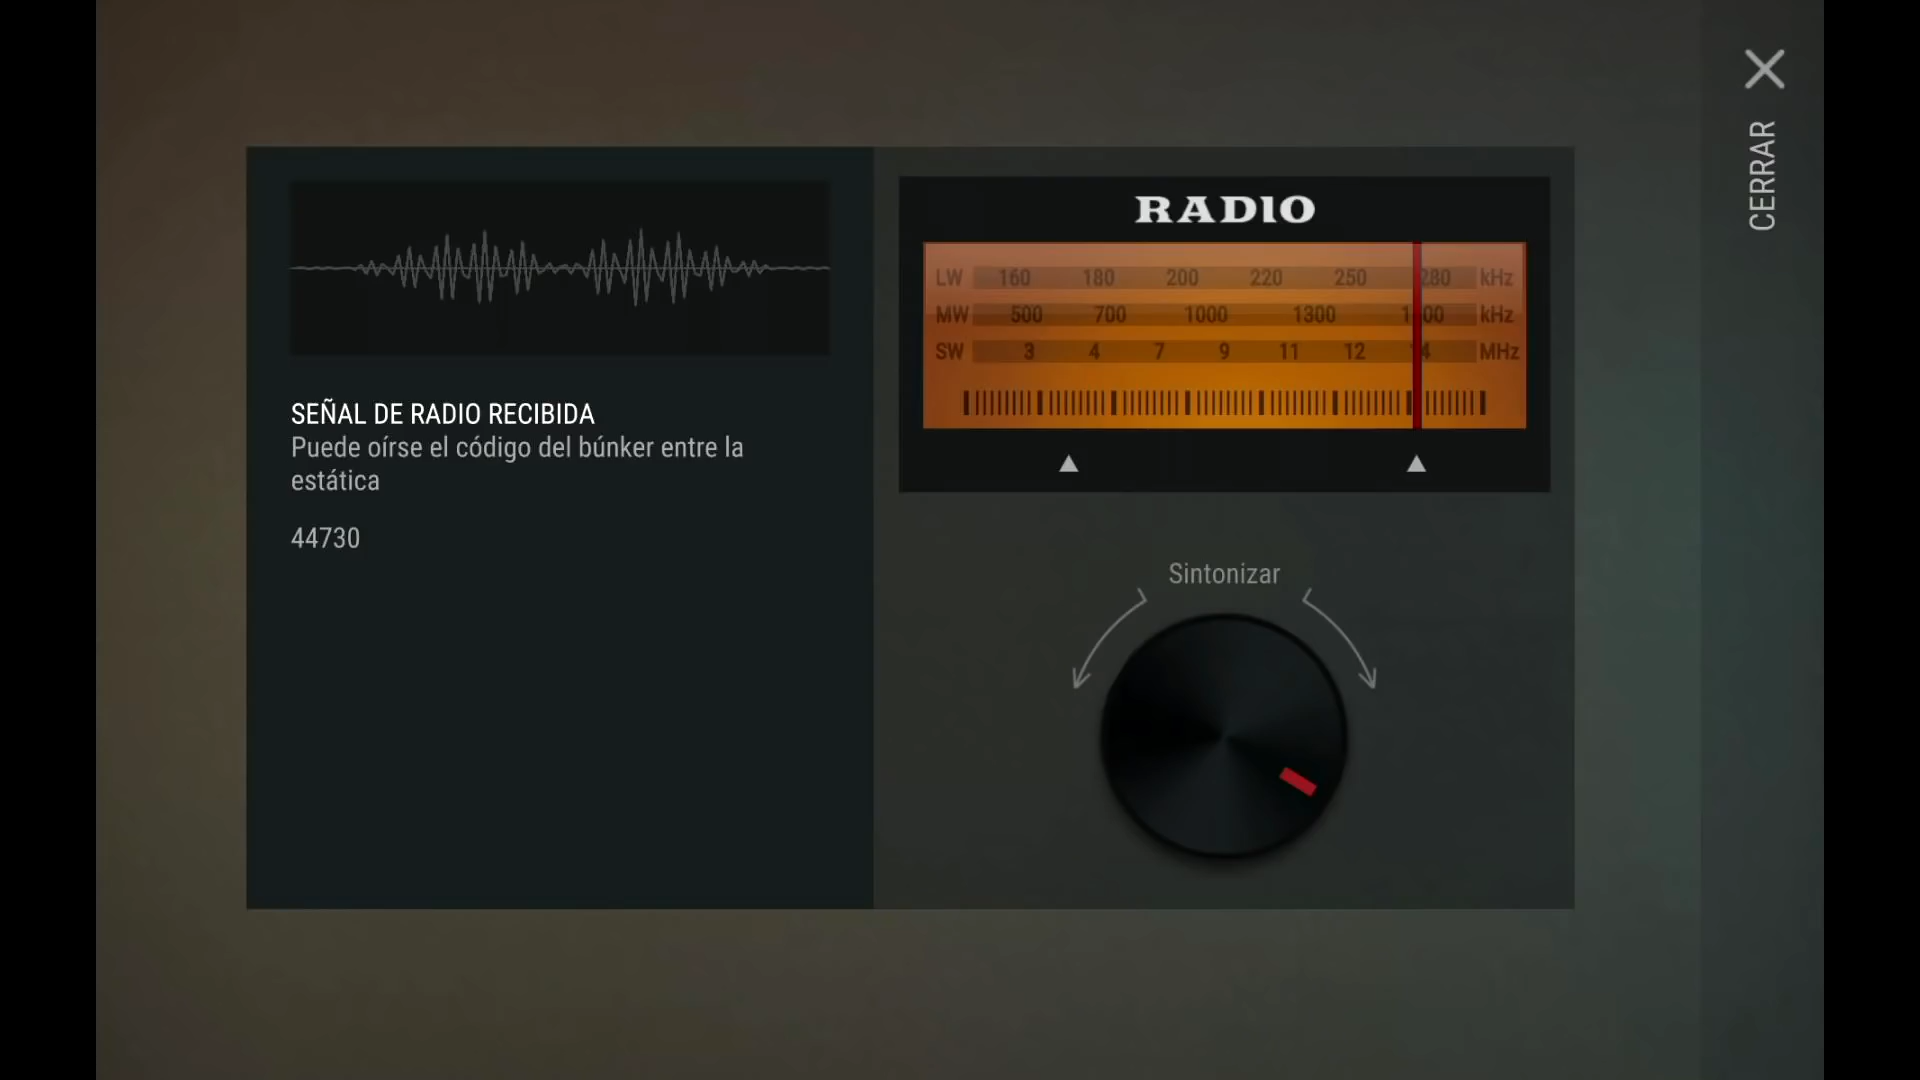 CERRAR
RADIO
LW 160 180 200 220 250 280 kHz
MW 500 700 1000 1300 kHz
SW 3 4 7 9 11 12 14 MHz
SEÑAL DE RADIO RECIBIDA
Puede oírse el código del búnker entre la
estática
44730
Sintonizar